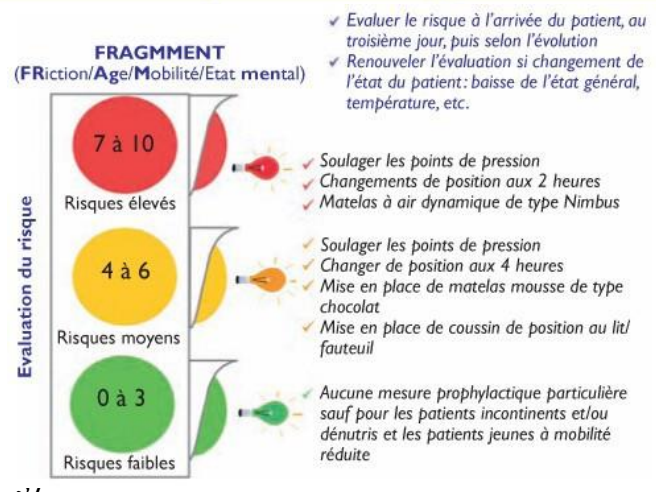 ✓ Evaluer le risque à l'arrivée du patient, au
troisième jour, puis selon l'évolution
✓ Renouveler l'évaluation si changement de
l'état du patient : baisse de l'état général,
température, etc.
FRAGMMENT
(FRiction/Age/Mobilité/Etat mental)
Evaluation du risque
7 à 10
Risques élevés
✓ Soulager les points de pression
✓ Changements de position aux 2 heures
✓ Matelas à air dynamique de type Nimbus
4 à 6
Risques moyens
✓ Soulager les points de pression
✓ Changer de position aux 4 heures
✓ Mise en place de matelas mousse de type
chocolat
✓ Mise en place de coussin de position au lit/
fauteuil
0 à 3
Risques faibles
✓ Aucune mesure prophylactique particulière
sauf pour les patients incontinents et/ou
dénutris et les patients jeunes à mobilité
réduite